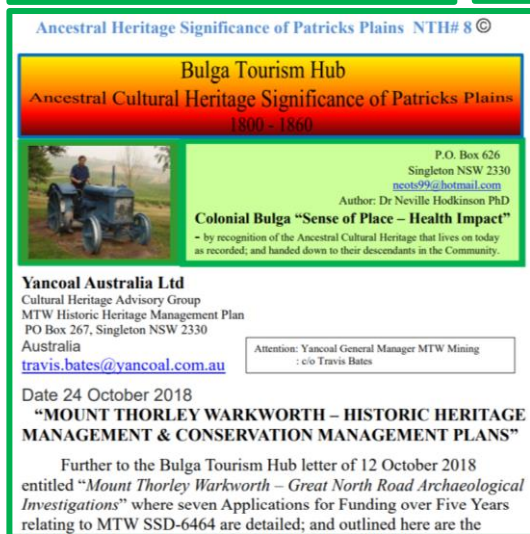 Ancestral Heritage Significance of Patricks Plains NTH# 8 ©
Bulga Tourism Hub
Ancestral Cultural Heritage Significance of Patricks Plains
1800 - 1860
P.O. Box 626
Singleton NSW 2330
neots99@hotmail.com
Author: Dr Neville Hodkinson PhD
Colonial Bulga “Sense of Place – Health Impact”
- by recognition of the Ancestral Cultural Heritage that lives on today
as recorded; and handed down to their descendants in the Community.
Yancoal Australia Ltd
Cultural Heritage Advisory Group
MTW Historic Heritage Management Plan
PO Box 267, Singleton NSW 2330
Australia
travis.bates@yancoal.com.au
Attention: Yancoal General Manager MTW Mining
: c/o Travis Bates
Date 24 October 2018
“MOUNT THORLEY WARKWORTH – HISTORIC HERITAGE
MANAGEMENT & CONSERVATION MANAGEMENT PLANS”
Further to the Bulga Tourism Hub letter of 12 October 2018
entitled “Mount Thorley Warkworth – Great North Road Archaeological
Investigations” where seven Applications for Funding over Five Years
relating to MTW SSD-6464 are detailed; and outlined here are the